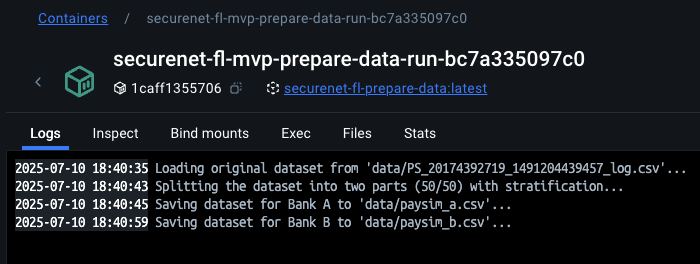 Containers / securenet-fl-mvp-prepare-data-run-bc7a335097c0
securenet-fl-mvp-prepare-data-run-bc7a335097c0
1caff1355706 securenet-fl-prepare-data:latest
Logs Inspect Bind mounts Exec Files Stats
2025-07-10 18:40:35 Loading original dataset from 'data/PS_20174392719_1491204439457_log.csv'...
2025-07-10 18:40:43 Splitting the dataset into two parts (50/50) with stratification...
2025-07-10 18:40:45 Saving dataset for Bank A to 'data/paysim_a.csv'...
2025-07-10 18:40:59 Saving dataset for Bank B to 'data/paysim_b.csv'...